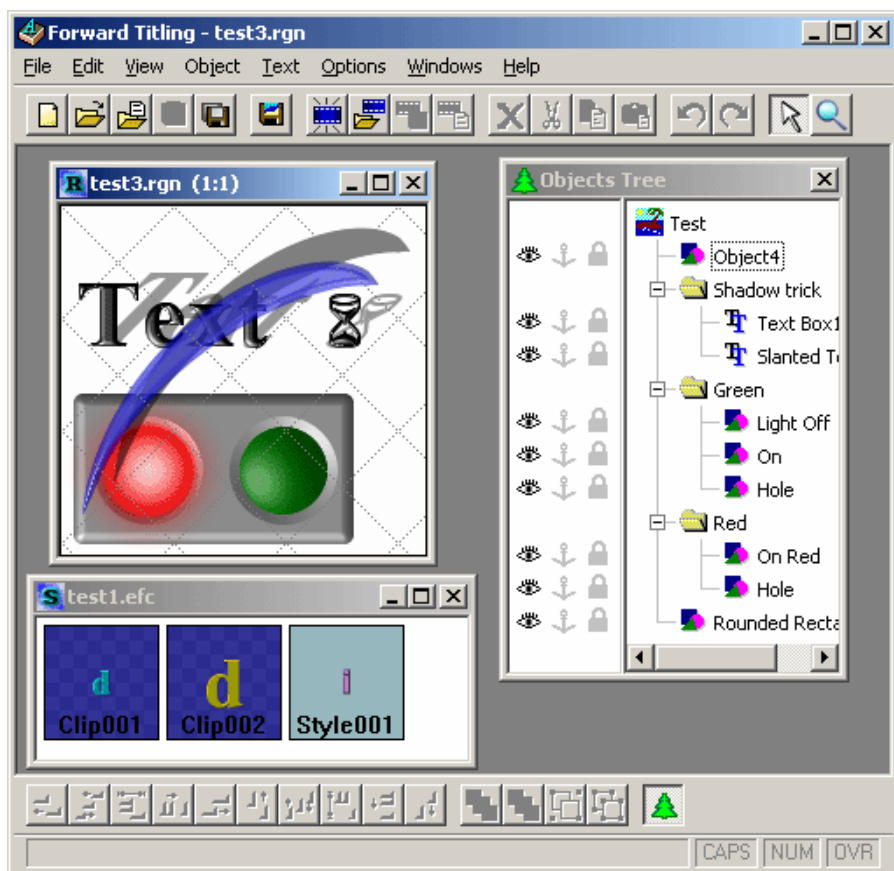 Forward Titling - test3.rgn
File Edit View Object Text Options Windows Help
test3.rgn (1:1)
Text
Objects Tree
Test
Object4
Shadow trick
Text Box1
Slanted Te
Green
Light Off
On
Hole
Red
On Red
Hole
Rounded Recta
test1.efc
d
Clip001
d
Clip002
i
Style001
CAPS NUM OVR